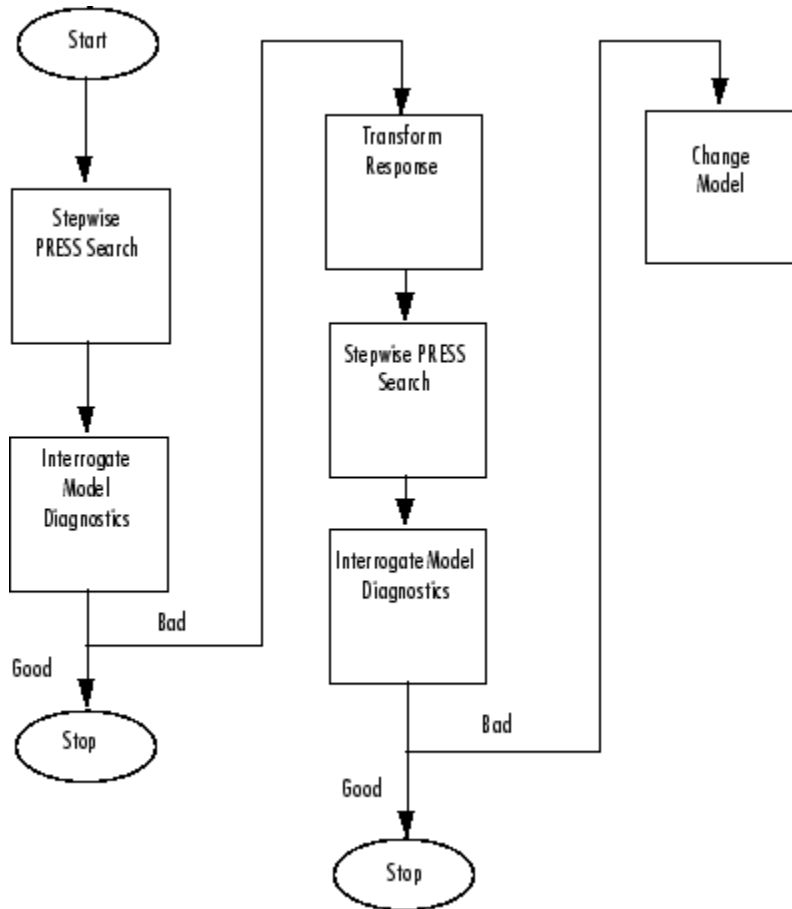 Start
Stepwise
PRESS Search
Interrogate
Model
Diagnostics
Bad
Good
Stop
Transform
Response
Stepwise PRESS
Search
Interrogate Model
Diagnostics
Bad
Good
Stop
Change
Model